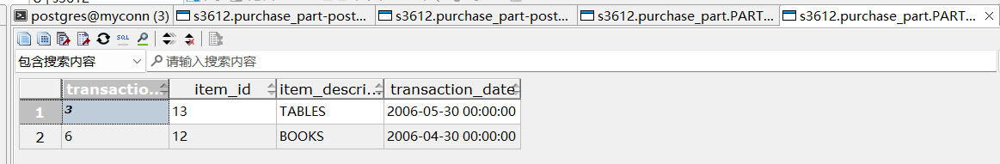 postgres@myconn (3) s3612.purchase_part-post... s3612.purchase_part-post... s3612.purchase_part.PART... s3612.purchase_part.PART...
SQL
包含搜索内容 请输入搜索内容
transactio... item_id item_descri... transaction_date
1 3 13 TABLES 2006-05-30 00:00:00
2 6 12 BOOKS 2006-04-30 00:00:00